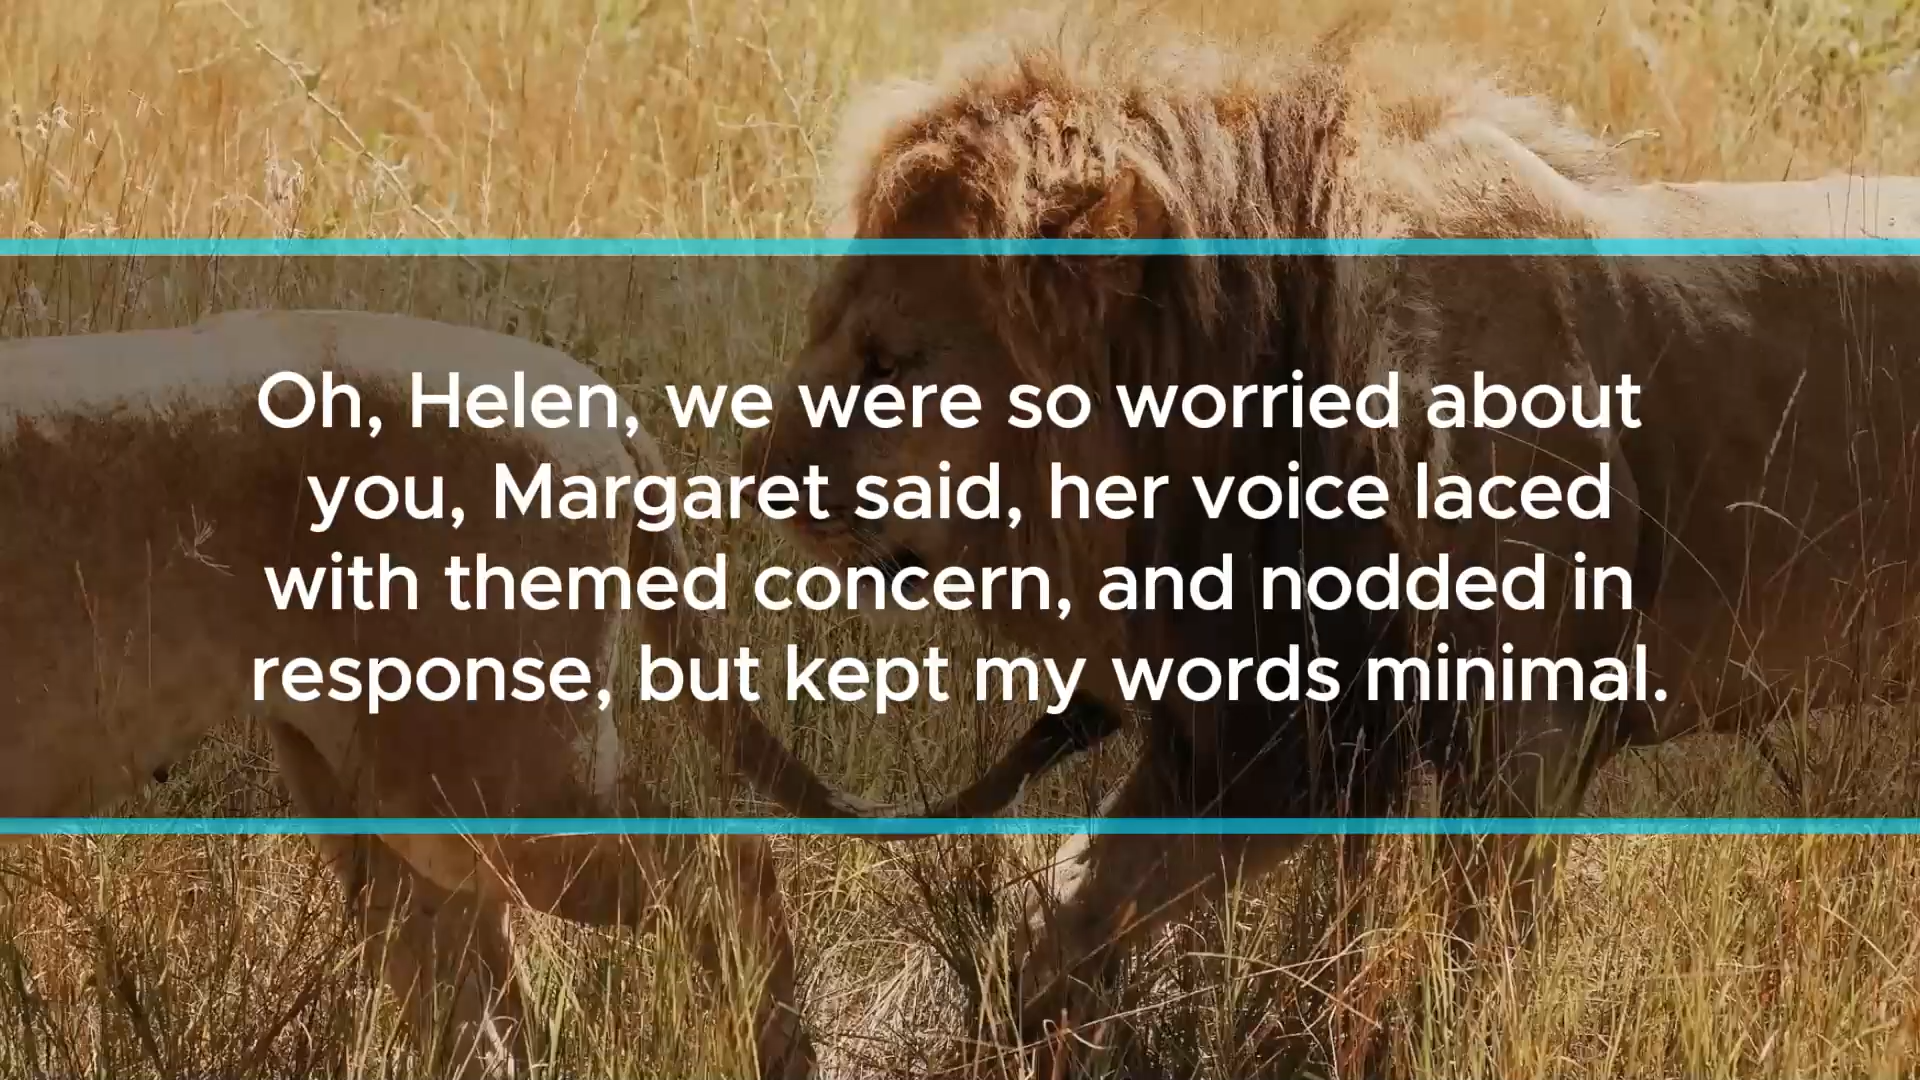 Oh, Helen, we were so worried about
you, Margaret said, her voice laced
with themed concern, and nodded in
response, but kept my words minimal.